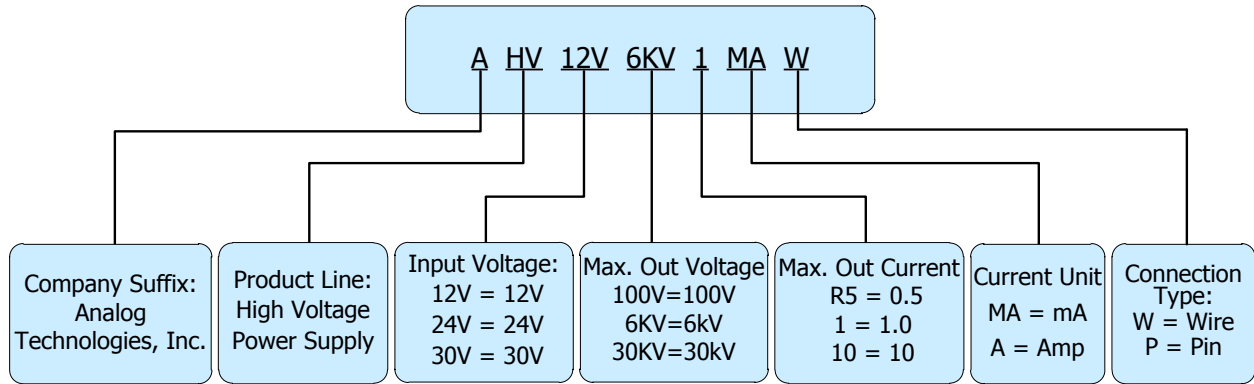 A HV 12V 6KV 1 MA W
Company Suffix:
Analog
Technologies, Inc.
Product Line:
High Voltage
Power Supply
Input Voltage:
12V = 12V
24V = 24V
30V = 30V
Max. Out Voltage
100V=100V
6KV=6kV
30KV=30kV
Max. Out Current
R5 = 0.5
1 = 1.0
10 = 10
Current Unit
MA = mA
A = Amp
Connection
Type:
W = Wire
P = Pin